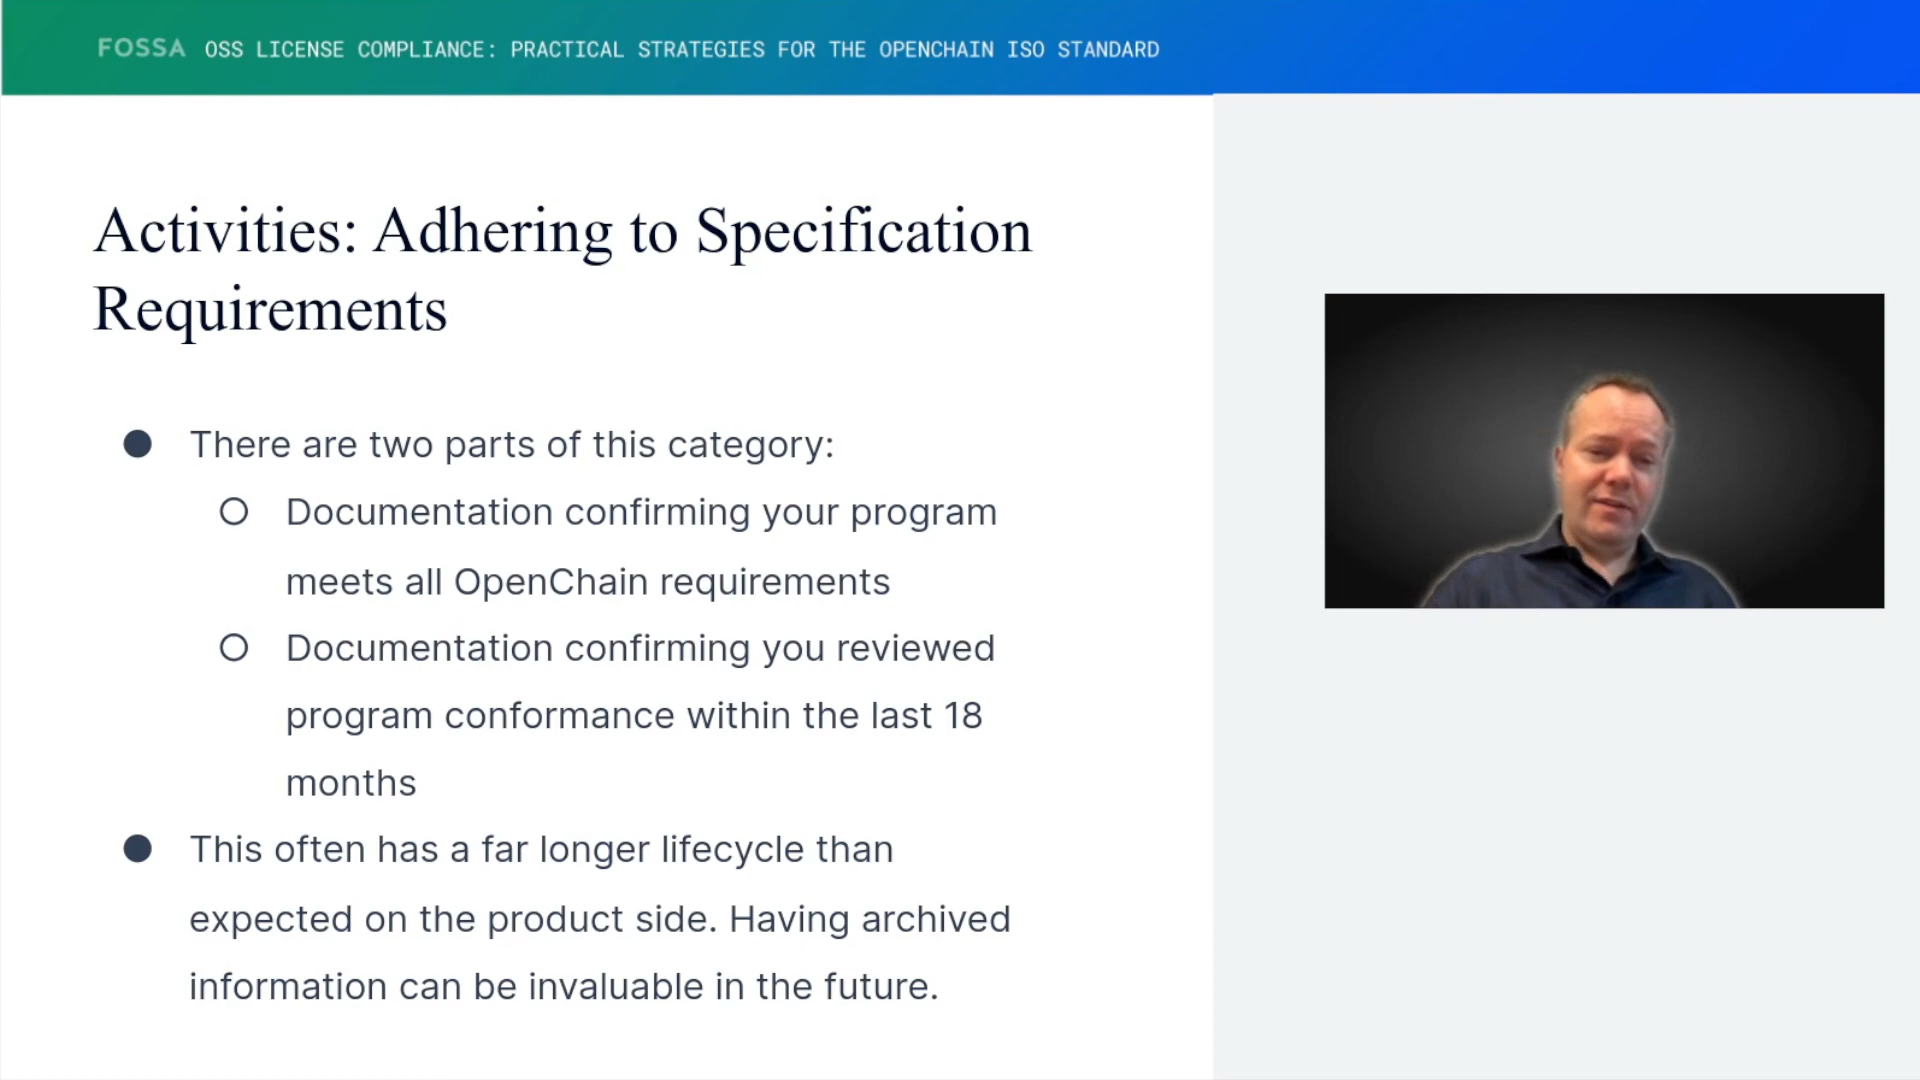 FOSSA OSS LICENSE COMPLIANCE: PRACTICAL STRATEGIES FOR THE OPENCHAIN ISO STANDARD
Activities: Adhering to Specification
Requirements
● There are two parts of this category:
○ Documentation confirming your program
meets all OpenChain requirements
○ Documentation confirming you reviewed
program conformance within the last 18
months
● This often has a far longer lifecycle than
expected on the product side. Having archived
information can be invaluable in the future.